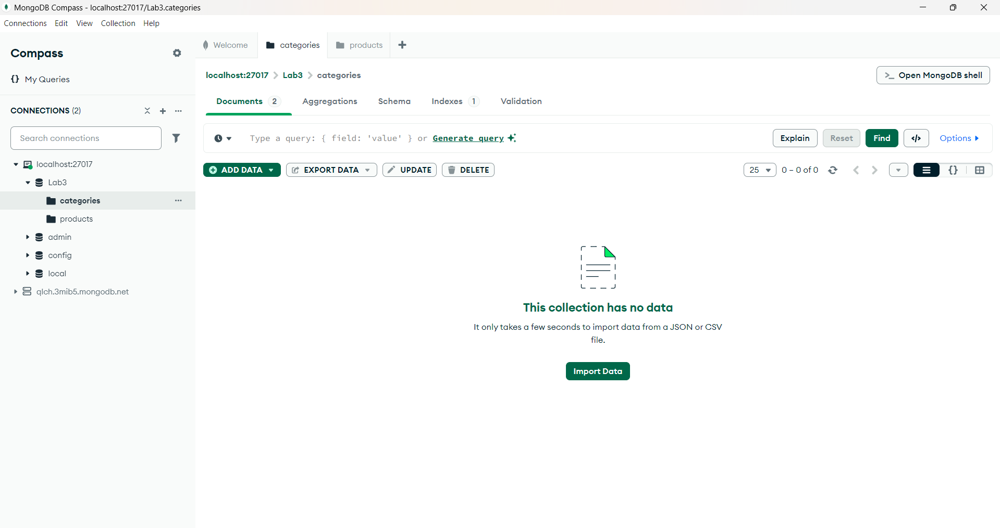 MongoDB Compass - localhost:27017/Lab3.categories
Connections Edit View Collection Help
Compass
My Queries
CONNECTIONS (2)
Search connections
localhost:27017
Lab3
categories
products
admin
config
local
qlch.3mib5.mongodb.net
Welcome categories products
localhost:27017 Lab3 categories
>_ Open MongoDB shell
Documents 2 Aggregations Schema Indexes 1 Validation
Type a query: { field: 'value' } or Generate query
Explain Reset Find </> Options
ADD DATA EXPORT DATA UPDATE DELETE
25 0 – 0 of 0 {}
This collection has no data
It only takes a few seconds to import data from a JSON or CSV
file.
Import Data